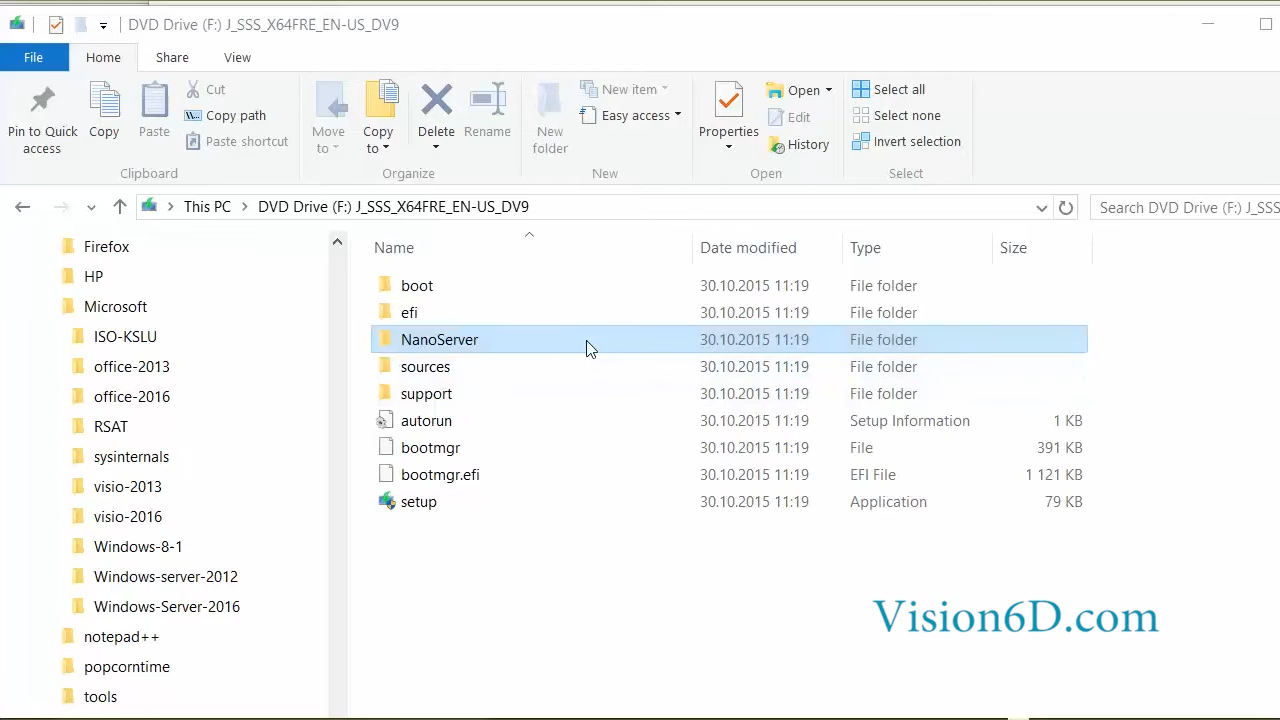 DVD Drive (F:) J_SSS_X64FRE_EN-US_DV9
File Home Share View
Pin to Quick access
Copy
Paste
Cut
Copy path
Paste shortcut
Clipboard
Move to
Copy to
Delete
Rename
Organize
New folder
New item
Easy access
New
Properties
Open
Edit
History
Open
Select all
Select none
Invert selection
Select
This PC > DVD Drive (F:) J_SSS_X64FRE_EN-US_DV9
Search DVD Drive (F:) J_SSS
Firefox
HP
Microsoft
ISO-KSLU
office-2013
office-2016
RSAT
sysinternals
visio-2013
visio-2016
Windows-8-1
Windows-server-2012
Windows-Server-2016
notepad++
popcorntime
tools
Name Date modified Type Size
boot 30.10.2015 11:19 File folder
efi 30.10.2015 11:19 File folder
NanoServer 30.10.2015 11:19 File folder
sources 30.10.2015 11:19 File folder
support 30.10.2015 11:19 File folder
autorun 30.10.2015 11:19 Setup Information 1 KB
bootmgr 30.10.2015 11:19 File 391 KB
bootmgr.efi 30.10.2015 11:19 EFI File 1 121 KB
setup 30.10.2015 11:19 Application 79 KB
Vision6D.com